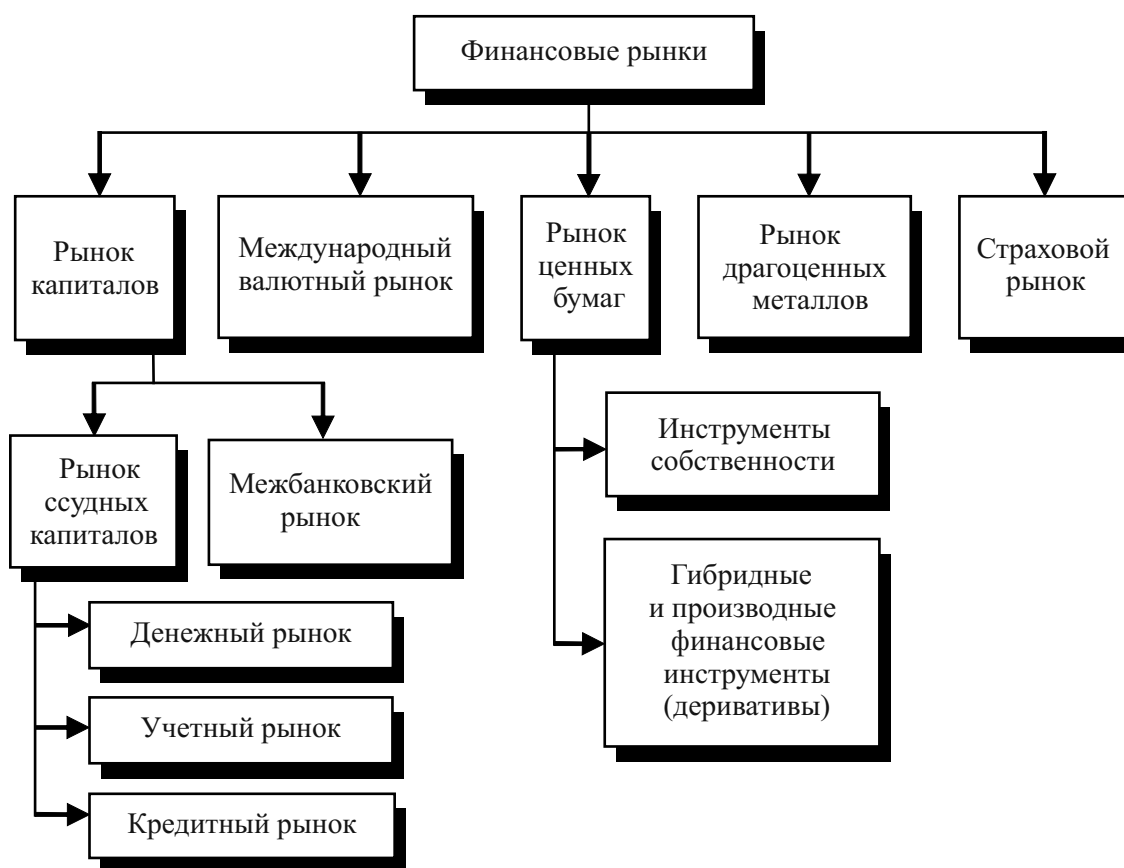 Финансовые рынки
Рынок
капиталов
Международный
валютный рынок
Рынок
ценных
бумаг
Рынок
драгоценных
металлов
Страховой
рынок
Рынок
ссудных
капиталов
Межбанковский
рынок
Инструменты
собственности
Гибридные
и производные
финансовые
инструменты
(деривативы)
Денежный рынок
Учетный рынок
Кредитный рынок